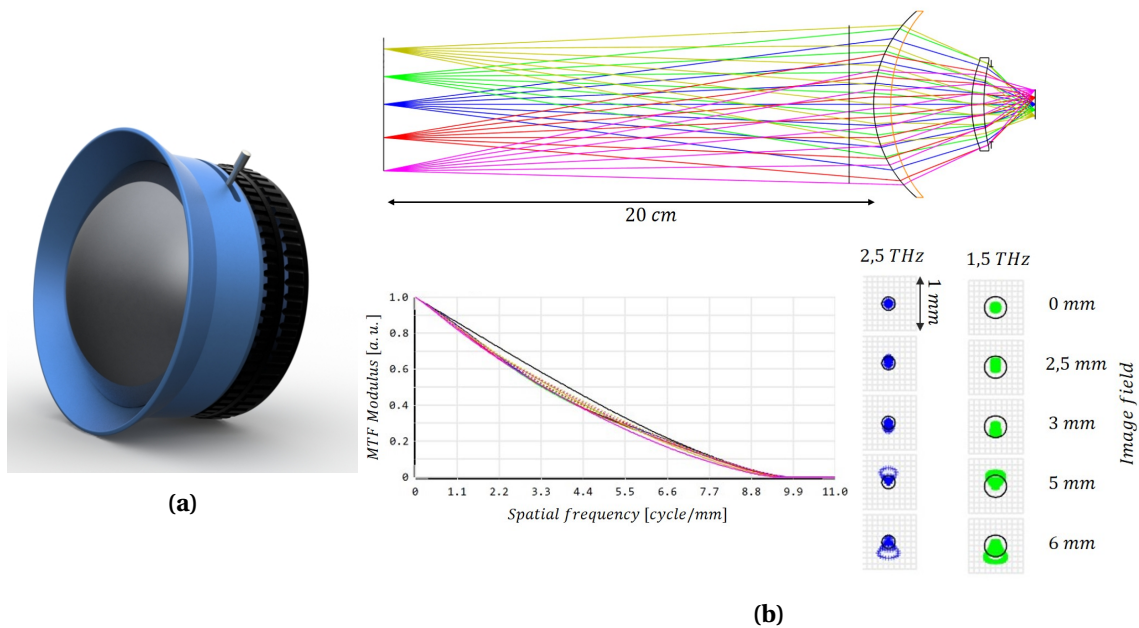 20 cm
2,5 THz
1,5 THz
1 mm
0 mm
2,5 mm
3 mm
5 mm
6 mm
Image field
MTF Modulus [a.u.]
1.0
0.8
0.6
0.4
0.2
0
0 1.1 2.2 3.3 4.4 5.5 6.6 7.7 8.8 9.9 11.0
Spatial frequency [cycle/mm]
(a)
(b)